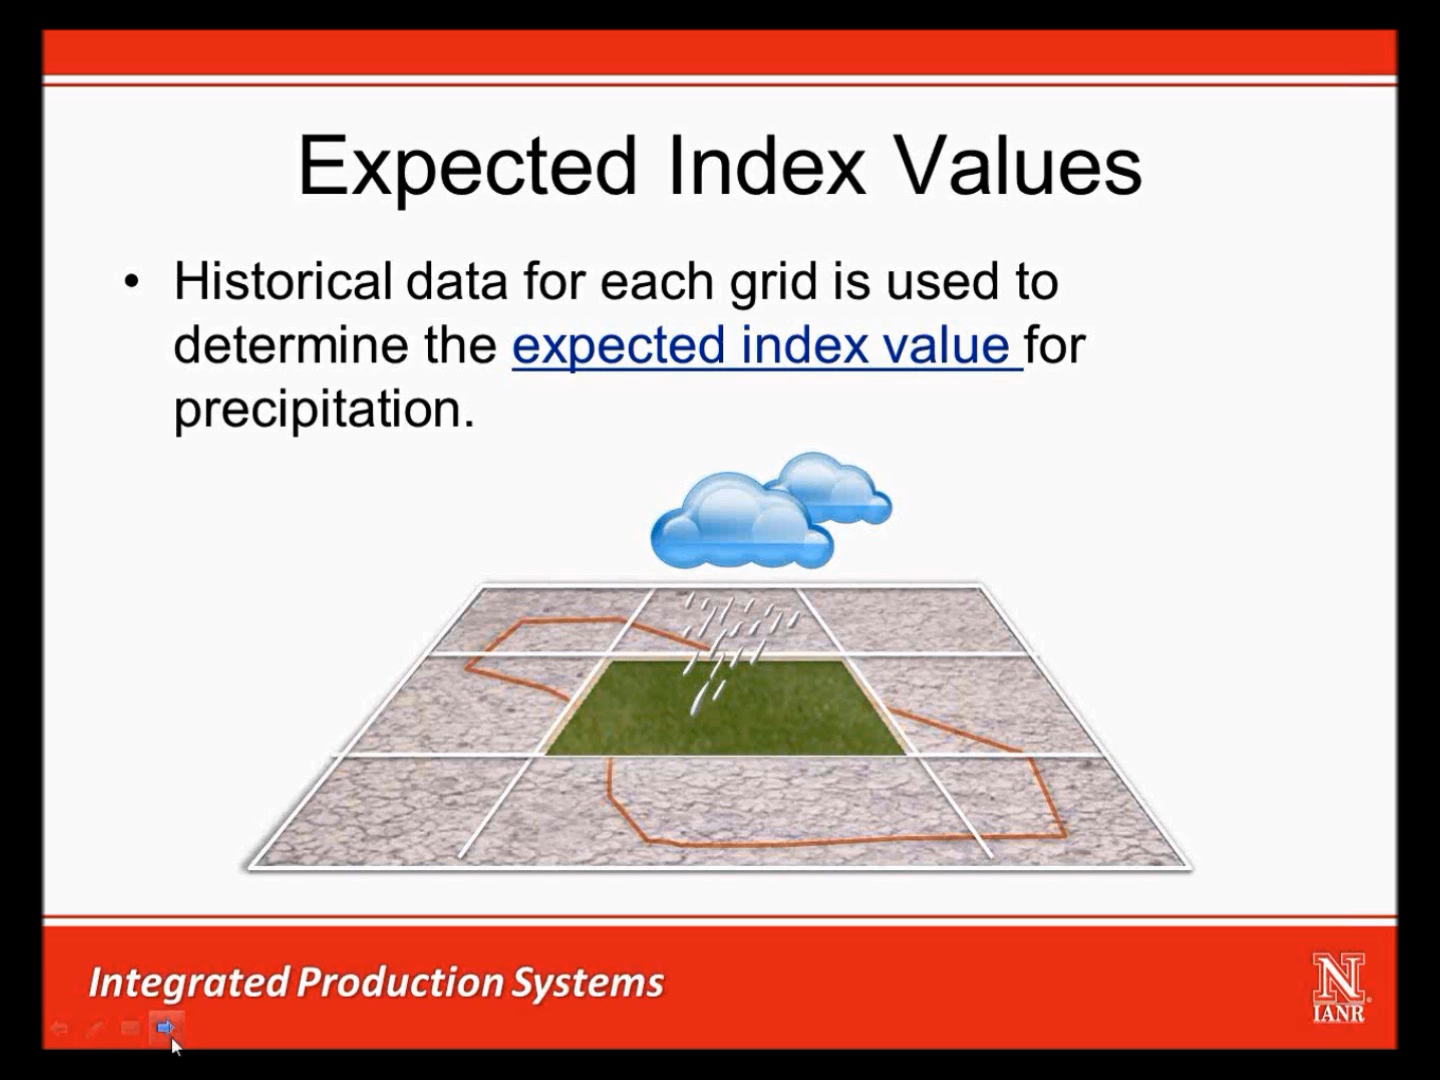 Expected Index Values
• Historical data for each grid is used to
determine the expected index value for
precipitation.
Integrated Production Systems
N
IANR